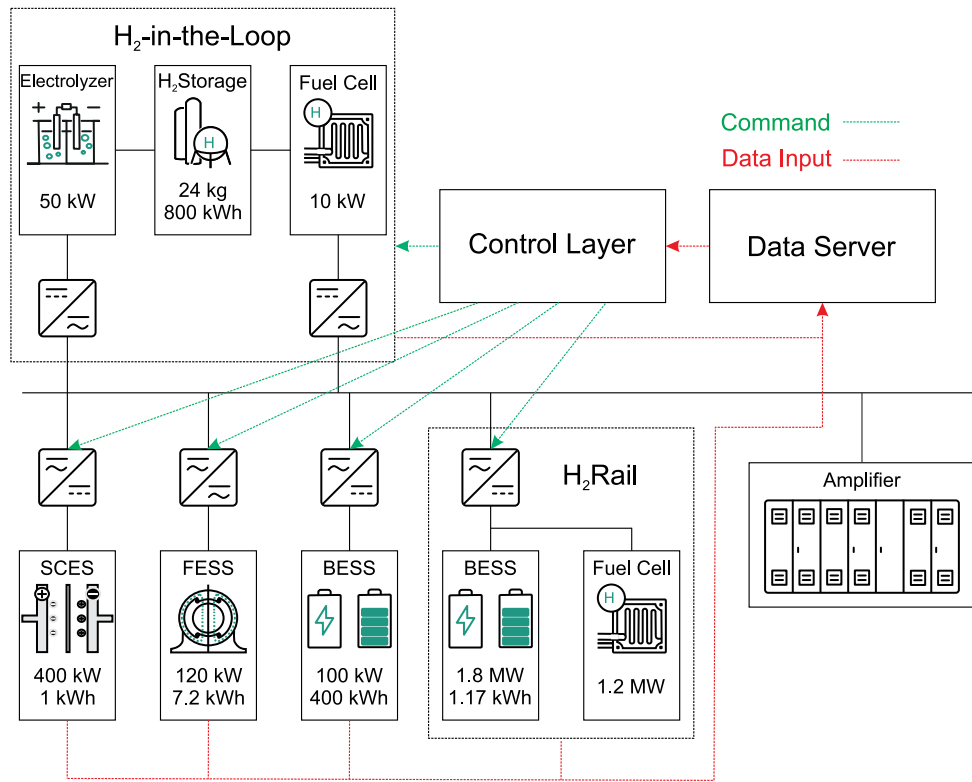 H₂-in-the-Loop
Electrolyzer
+ −
50 kW
H₂Storage
H
24 kg
800 kWh
Fuel Cell
H
10 kW
Command
Data Input
Control Layer
Data Server
H₂Rail
Amplifier
SCES
400 kW
1 kWh
FESS
120 kW
7.2 kWh
BESS
100 kW
400 kWh
BESS
1.8 MW
1.17 kWh
Fuel Cell
H
1.2 MW